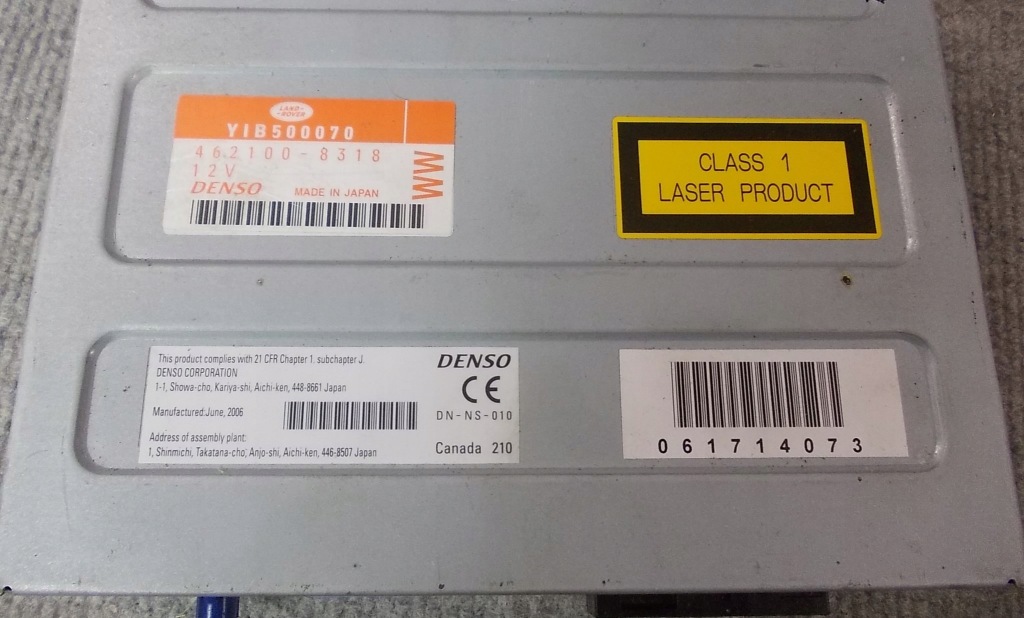 LAND-
-ROVER
YIB500070
462100-8318
12V
DENSO MADE IN JAPAN
WW
CLASS 1
LASER PRODUCT
This product complies with 21 CFR Chapter 1. subchapter J.
DENSO CORPORATION
1-1, Showa-cho, Kariya-shi, Aichi-ken, 448-8661 Japan
Manufactured:June, 2006
Address of assembly plant:
1, Shinmichi, Takatana-cho, Anjo-shi, Aichi-ken, 446-8507 Japan
DENSO
CE
DN-NS-010
Canada 210
061714073